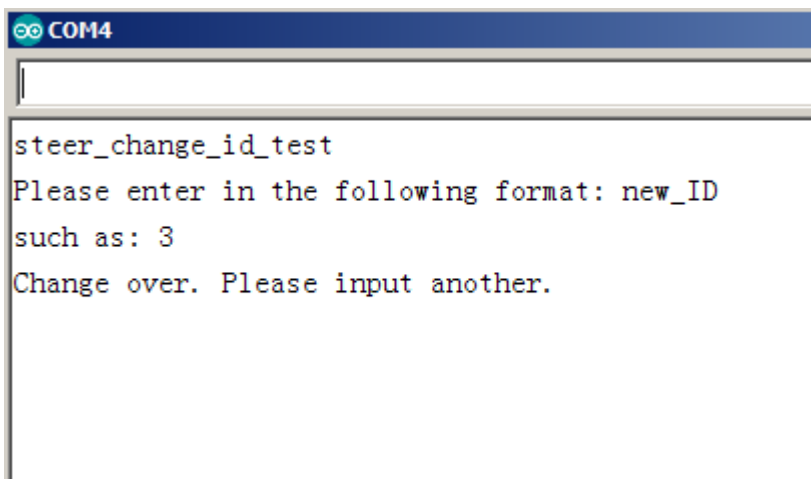 COM4
steer_change_id_test
Please enter in the following format: new_ID
such as: 3
Change over. Please input another.